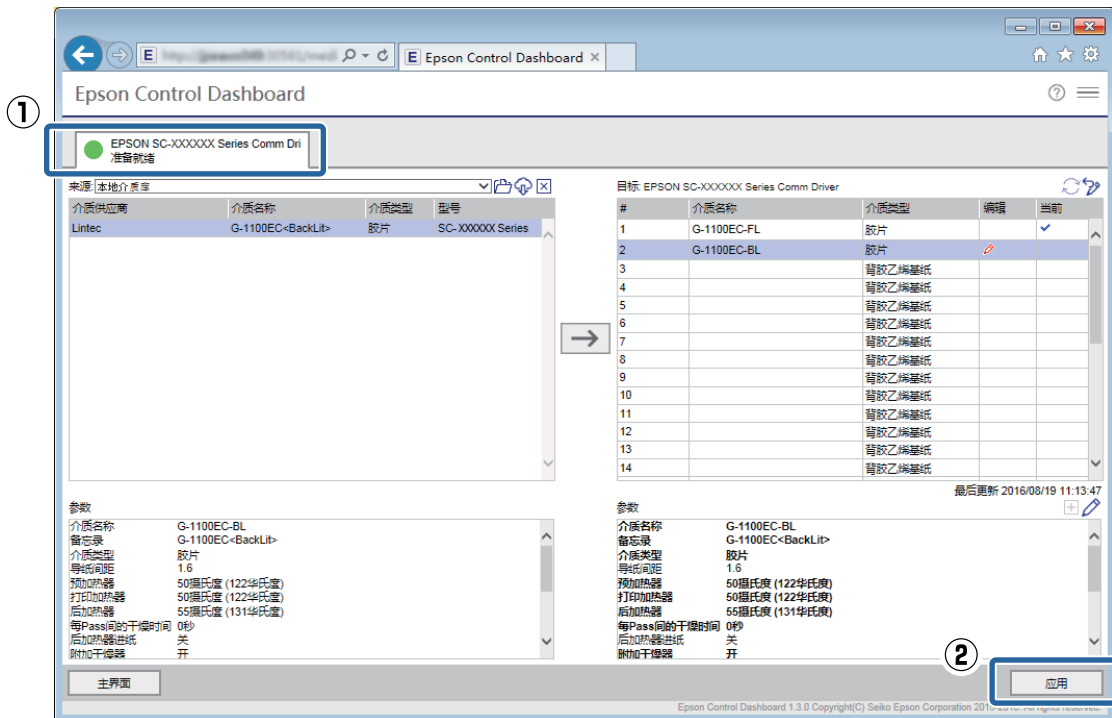 E
E Epson Control Dashboard ×
Epson Control Dashboard
①
EPSON SC-XXXXXX Series Comm Dri
准备就绪
来源: 本地介质库
介质供应商 介质名称 介质类型 型号
Lintec G-1100EC<BackLit> 胶片 SC-XXXXXX Series
目标: EPSON SC-XXXXXX Series Comm Driver
# 介质名称 介质类型 编辑 当前
1 G-1100EC-FL 胶片 ✓
2 G-1100EC-BL 胶片
3 背胶乙烯基纸
4 背胶乙烯基纸
5 背胶乙烯基纸
6 背胶乙烯基纸
7 背胶乙烯基纸
8 背胶乙烯基纸
9 背胶乙烯基纸
10 背胶乙烯基纸
11 背胶乙烯基纸
12 背胶乙烯基纸
13 背胶乙烯基纸
14 背胶乙烯基纸
最后更新 2016/08/19 11:13:47
参数
介质名称 G-1100EC-BL
备忘录 G-1100EC<BackLit>
介质类型 胶片
导纸间距 1.6
预加热器 50摄氏度 (122华氏度)
打印加热器 50摄氏度 (122华氏度)
后加热器 55摄氏度 (131华氏度)
每Pass间的干燥时间 0秒
后加热器进纸 关
附加干燥器 开
参数
介质名称 G-1100EC-BL
备忘录 G-1100EC<BackLit>
介质类型 胶片
导纸间距 1.6
预加热器 50摄氏度 (122华氏度)
打印加热器 50摄氏度 (122华氏度)
后加热器 55摄氏度 (131华氏度)
每Pass间的干燥时间 0秒
后加热器进纸 关
附加干燥器 开
②
主界面 应用
Epson Control Dashboard 1.3.0 Copyright(C) Seiko Epson Corporation